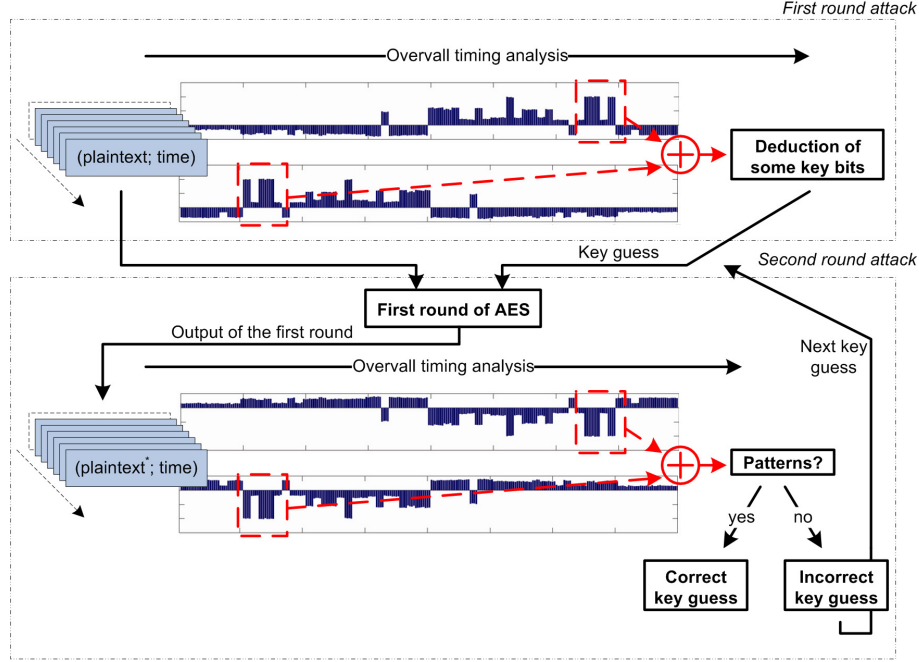 First round attack
Overvall timing analysis
(plaintext; time)
Deduction of
some key bits
Key guess
Second round attack
First round of AES
Output of the first round
Next key
guess
Overvall timing analysis
(plaintext*; time)
Patterns?
yes
no
Correct
key guess
Incorrect
key guess